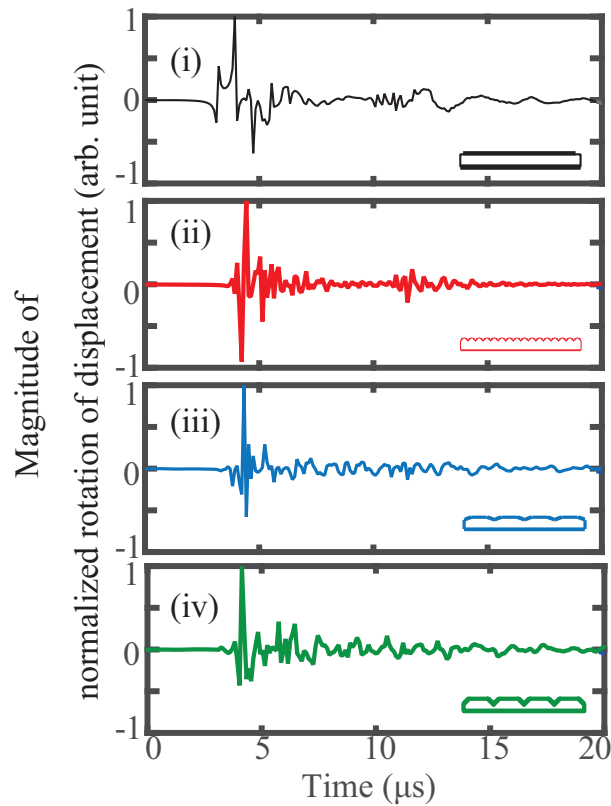 Magnitude of
normalized rotation of displacement (arb. unit)
1
(i)
0
-1
1
(ii)
0
-1
1
(iii)
0
-1
1
(iv)
0
-1
0 5 10 15 20
Time (μs)